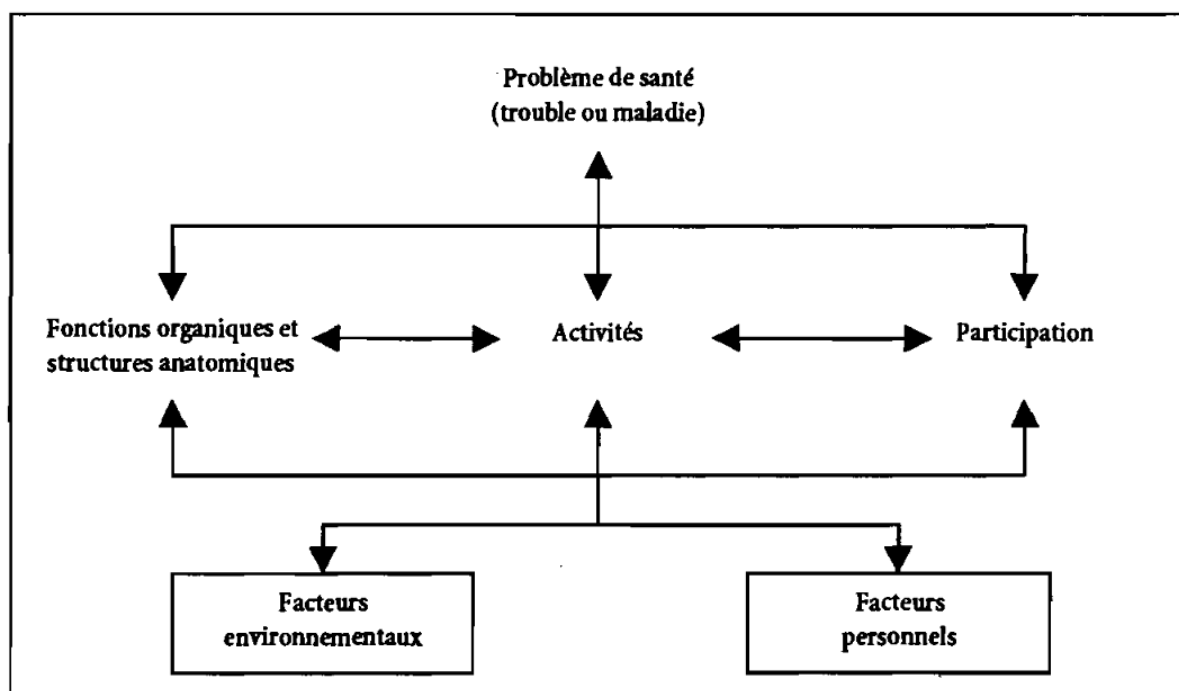 Problème de santé
(trouble ou maladie)
Fonctions organiques et
structures anatomiques
Activités
Participation
Facteurs
environnementaux
Facteurs
personnels